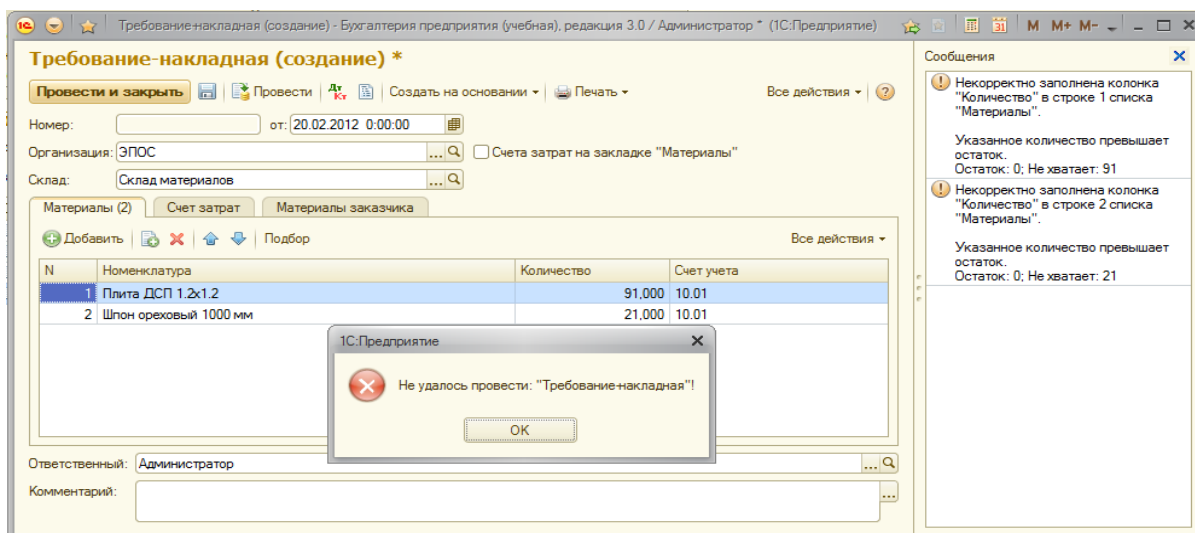 Требование-накладная (создание) - Бухгалтерия предприятия (учебная), редакция 3.0 / Администратор * (1С:Предприятие)
M M+ M-
Требование-накладная (создание) *
Провести и закрыть Провести Дт Кт Создать на основании Печать Все действия ?
Номер: от: 20.02.2012 0:00:00
Организация: ЭПОС ... Счета затрат на закладке "Материалы"
Склад: Склад материалов ...
Материалы (2) Счет затрат Материалы заказчика
Добавить Подбор Все действия
N Номенклатура Количество Счет учета
1 Плита ДСП 1.2х1.2 91,000 10.01
2 Шпон ореховый 1000 мм 21,000 10.01
1С:Предприятие
Не удалось провести: "Требование-накладная"!
OK
Ответственный: Администратор ...
Комментарий: ...
Сообщения
Некорректно заполнена колонка
"Количество" в строке 1 списка
"Материалы".
Указанное количество превышает
остаток.
Остаток: 0; Не хватает: 91
Некорректно заполнена колонка
"Количество" в строке 2 списка
"Материалы".
Указанное количество превышает
остаток.
Остаток: 0; Не хватает: 21